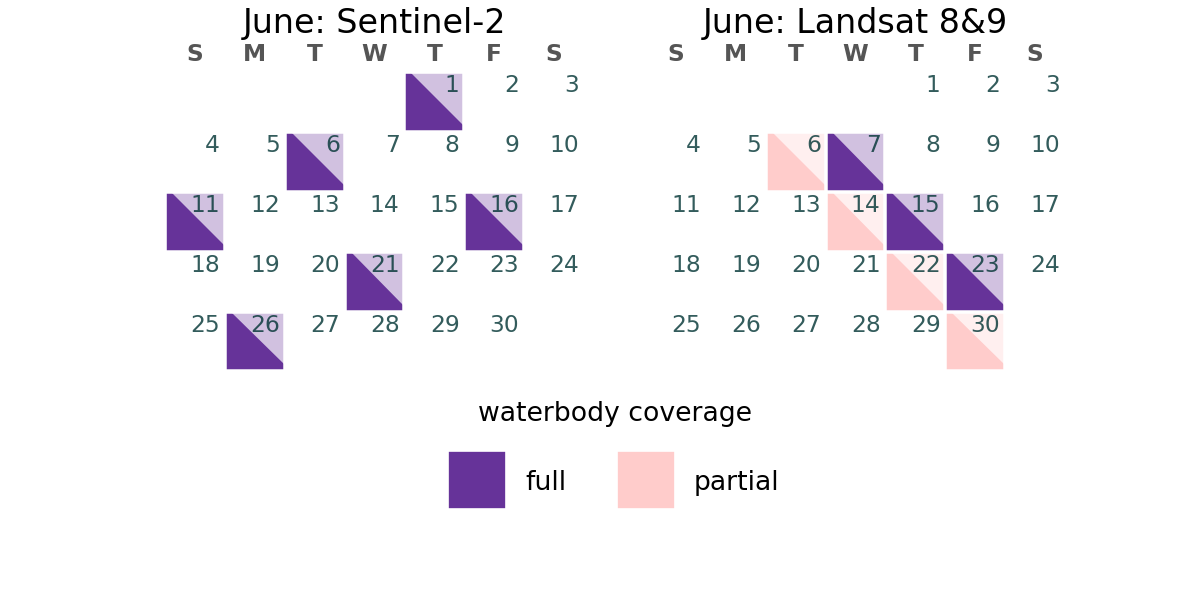 June: Sentinel-2
S M T W T F S
1 2 3
4 5 6 7 8 9 10
11 12 13 14 15 16 17
18 19 20 21 22 23 24
25 26 27 28 29 30
June: Landsat 8&9
S M T W T F S
1 2 3
4 5 6 7 8 9 10
11 12 13 14 15 16 17
18 19 20 21 22 23 24
25 26 27 28 29 30
waterbody coverage
full partial